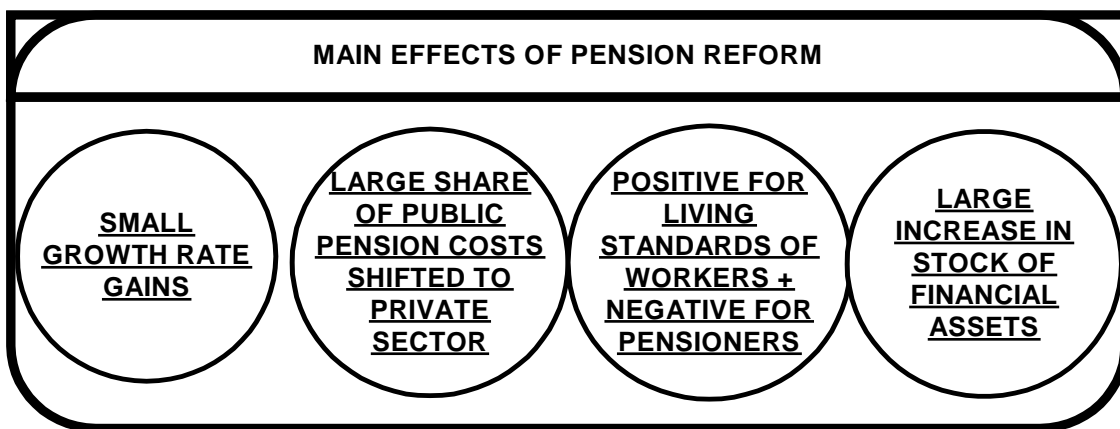 MAIN EFFECTS OF PENSION REFORM
SMALL
GROWTH RATE
GAINS
LARGE SHARE
OF PUBLIC
PENSION COSTS
SHIFTED TO
PRIVATE
SECTOR
POSITIVE FOR
LIVING
STANDARDS OF
WORKERS +
NEGATIVE FOR
PENSIONERS
LARGE
INCREASE IN
STOCK OF
FINANCIAL
ASSETS